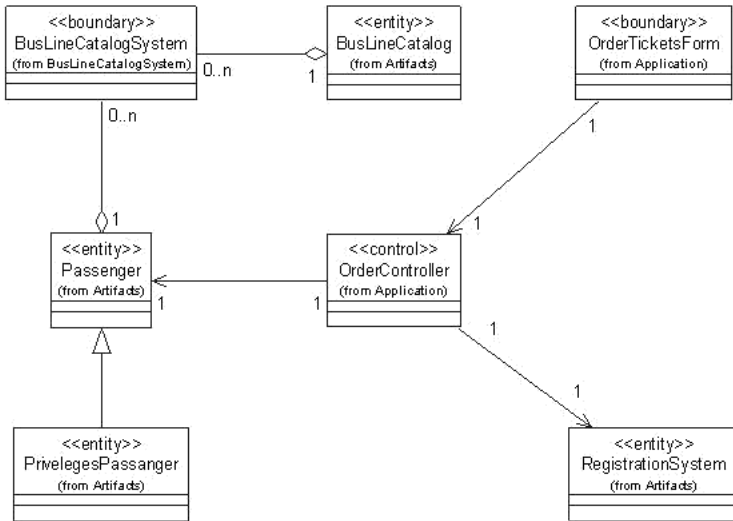 <<boundary>>
BusLineCatalogSystem
(from BusLineCatalogSystem)
0..n
1
<<entity>>
BusLineCatalog
(from Artifacts)
<<boundary>>
OrderTicketsForm
(from Application)
0..n
1
1
1
<<entity>>
Passenger
(from Artifacts)
1
1
<<control>>
OrderController
(from Application)
1
1
<<entity>>
PrivelegesPassanger
(from Artifacts)
<<entity>>
RegistrationSystem
(from Artifacts)